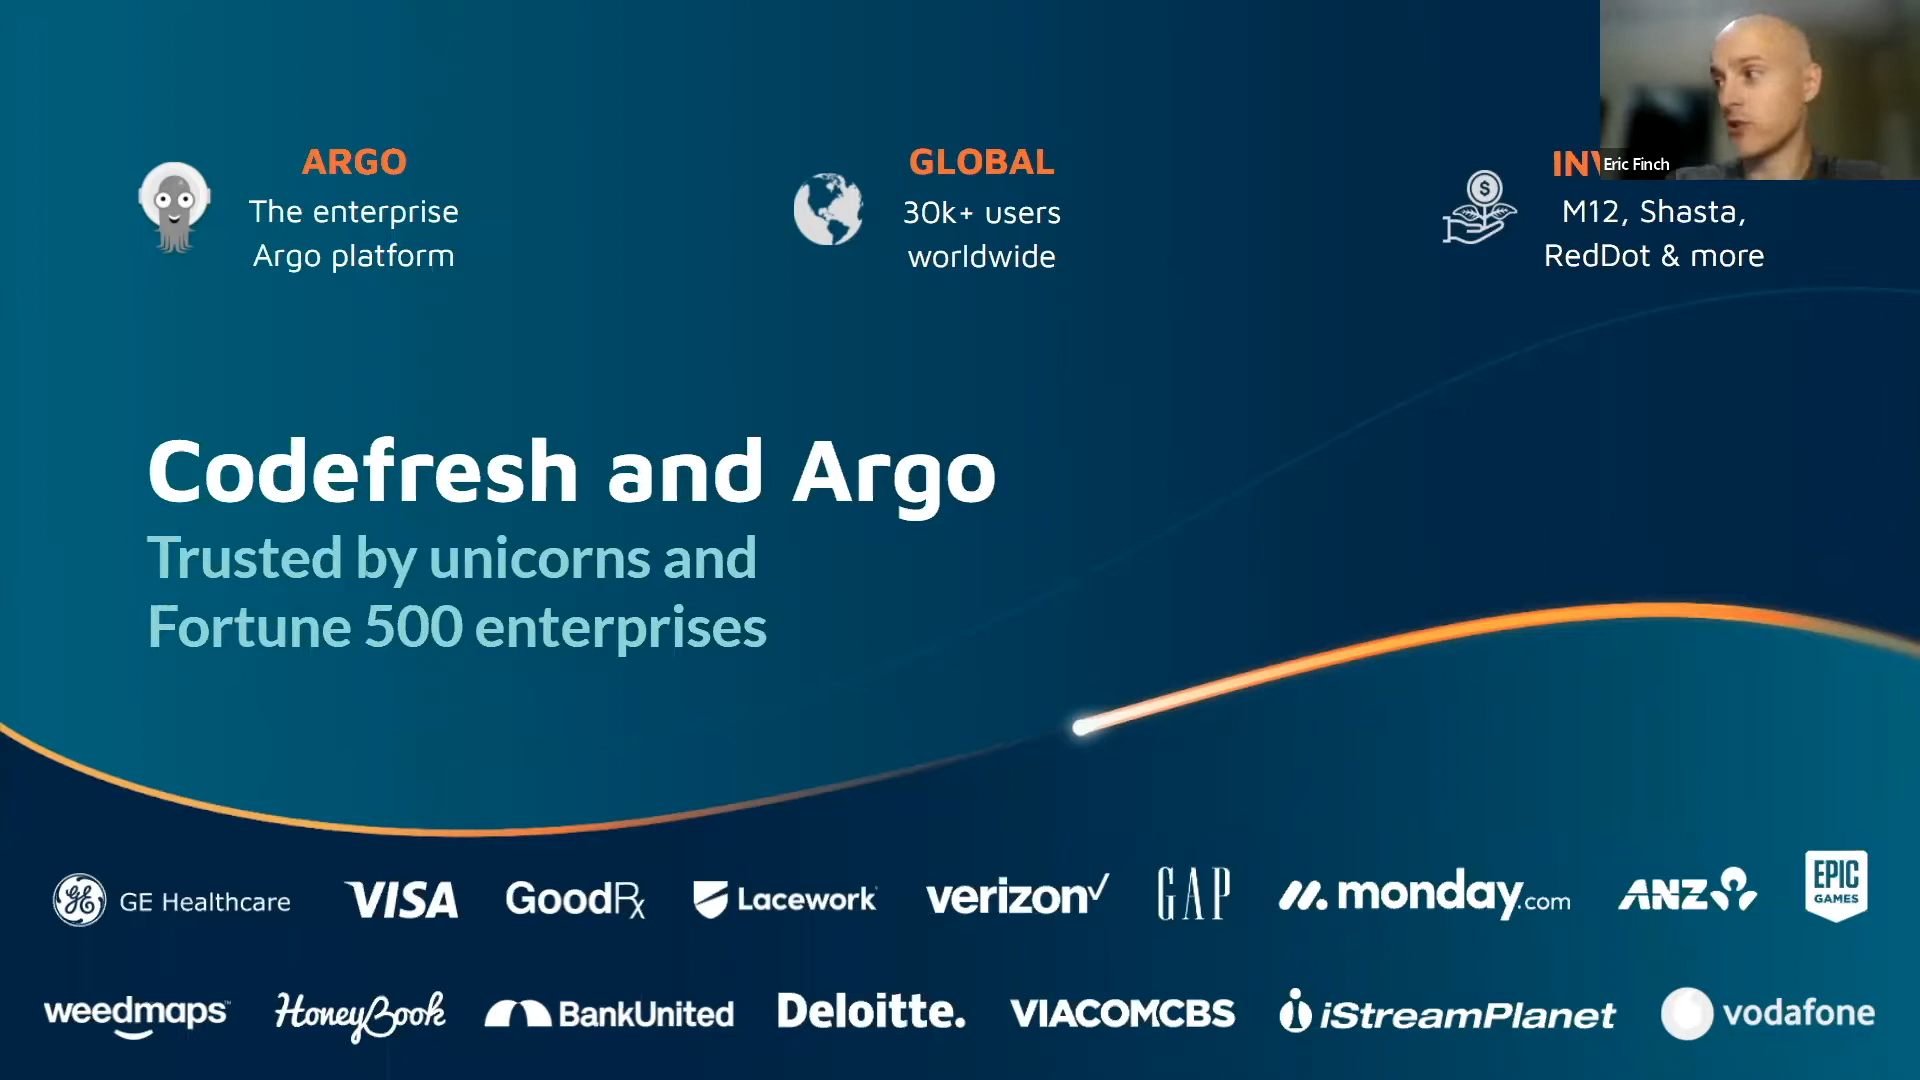 ARGO
The enterprise
Argo platform
GLOBAL
30k+ users
worldwide
Eric Finch
M12, Shasta,
RedDot & more
Codefresh and Argo
Trusted by unicorns and
Fortune 500 enterprises
GE Healthcare
VISA
GoodRx
Lacework
verizon
GAP
monday.com
ANZ
EPIC
GAMES
weedmaps™
HoneyBook
BankUnited
Deloitte.
VIACOMCBS
iStreamPlanet
vodafone